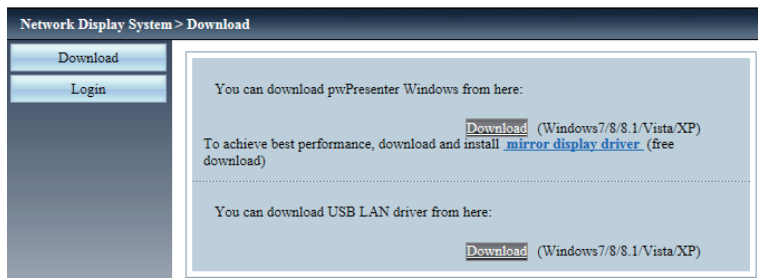 Network Display System > Download
Download
Login
You can download pwPresenter Windows from here:
Download (Windows7/8/8.1/Vista/XP)
To achieve best performance, download and install mirror display driver (free
download)
You can download USB LAN driver from here:
Download (Windows7/8/8.1/Vista/XP)